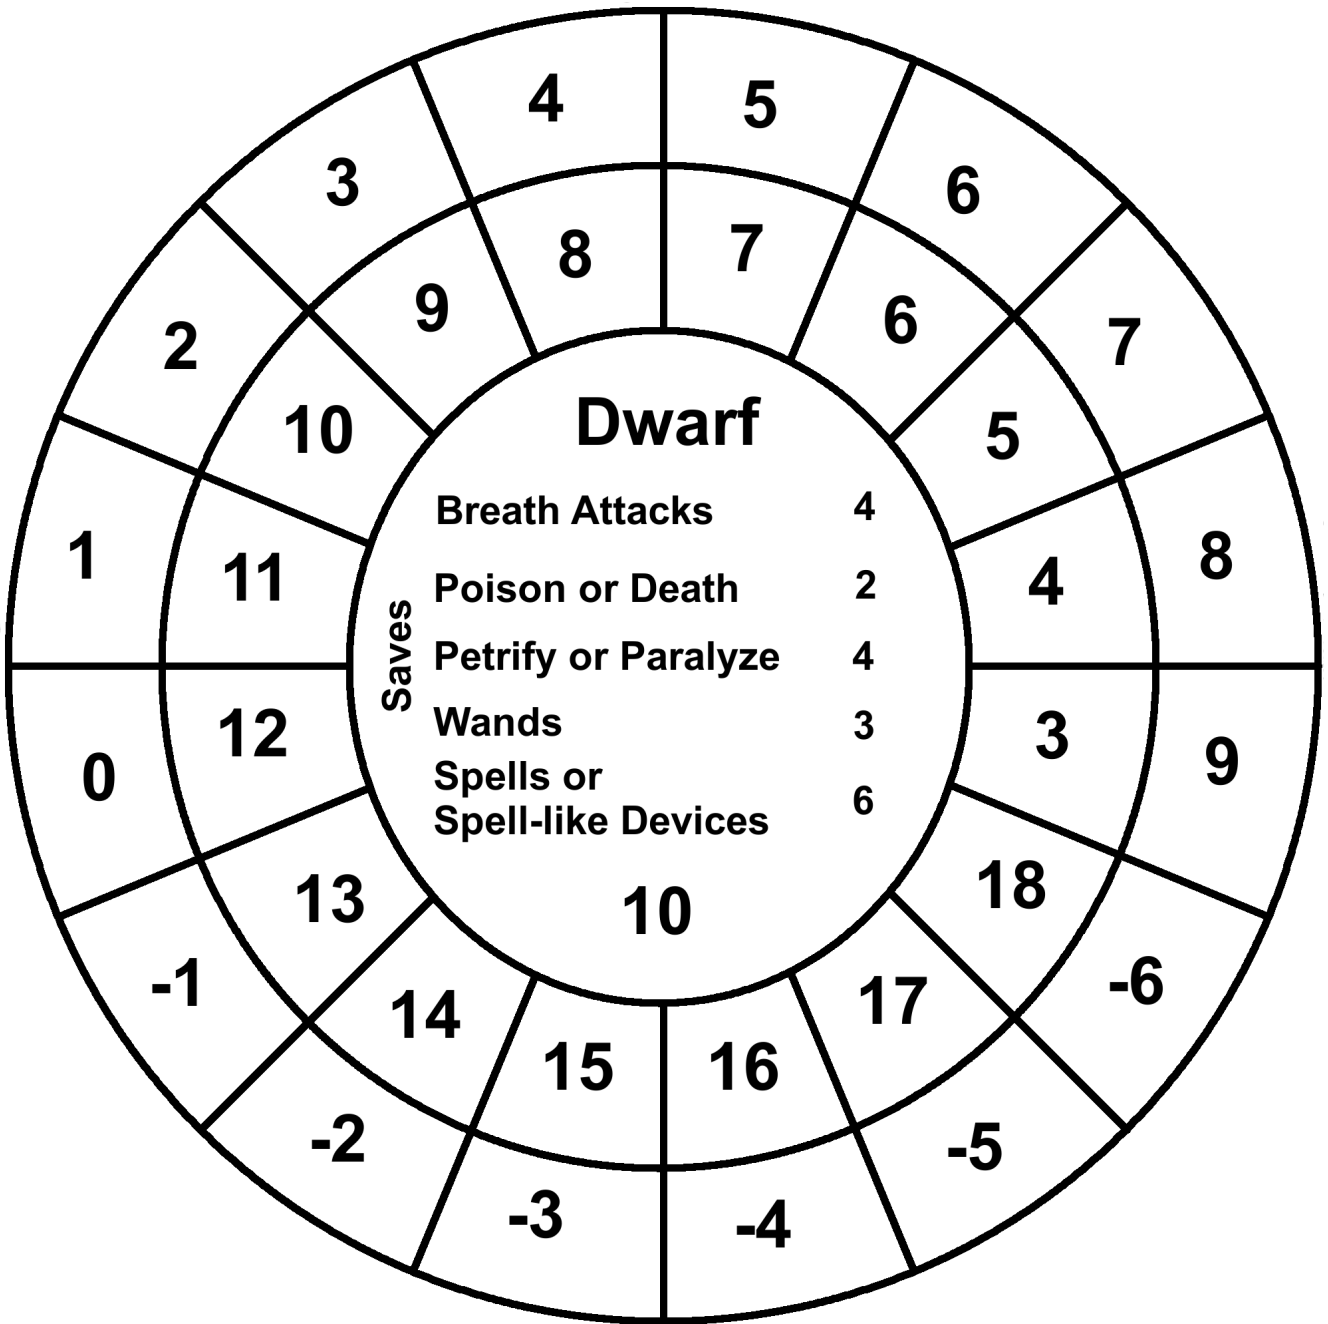 4 5
3 6
2 7
1 8
0 9
-1 -6
-2 -5
-3 -4
8 7
9 6
10 5
11 4
12 3
13 18
14 17
15 16
Dwarf
Saves
Breath Attacks 4
Poison or Death 2
Petrify or Paralyze 4
Wands 3
Spells or
Spell-like Devices 6
10